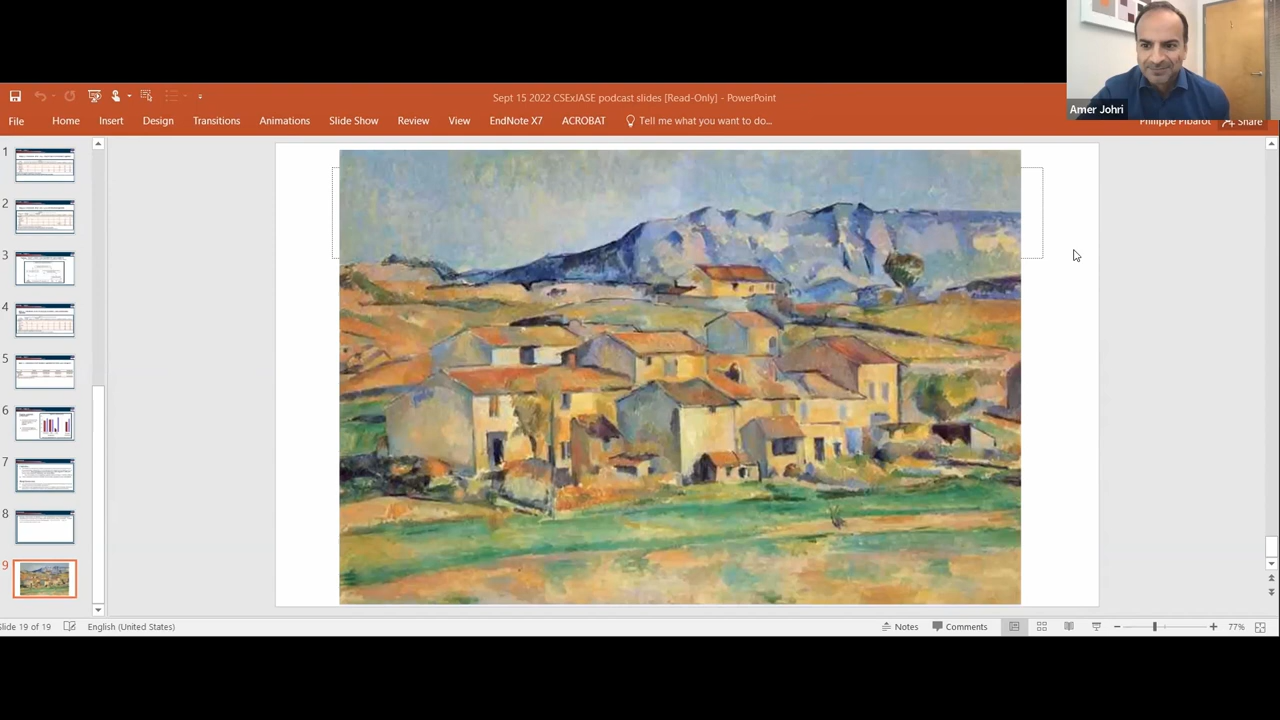 Amer Johri
Sept 15 2022 CSExJASE podcast slides [Read-Only] - PowerPoint
Philippe Pibarot
File Home Insert Design Transitions Animations Slide Show Review View EndNote X7 ACROBAT Tell me what you want to do... Share
1
2
3
4
5
6
7
8
9
Slide 19 of 19 English (United States) Notes Comments 77%